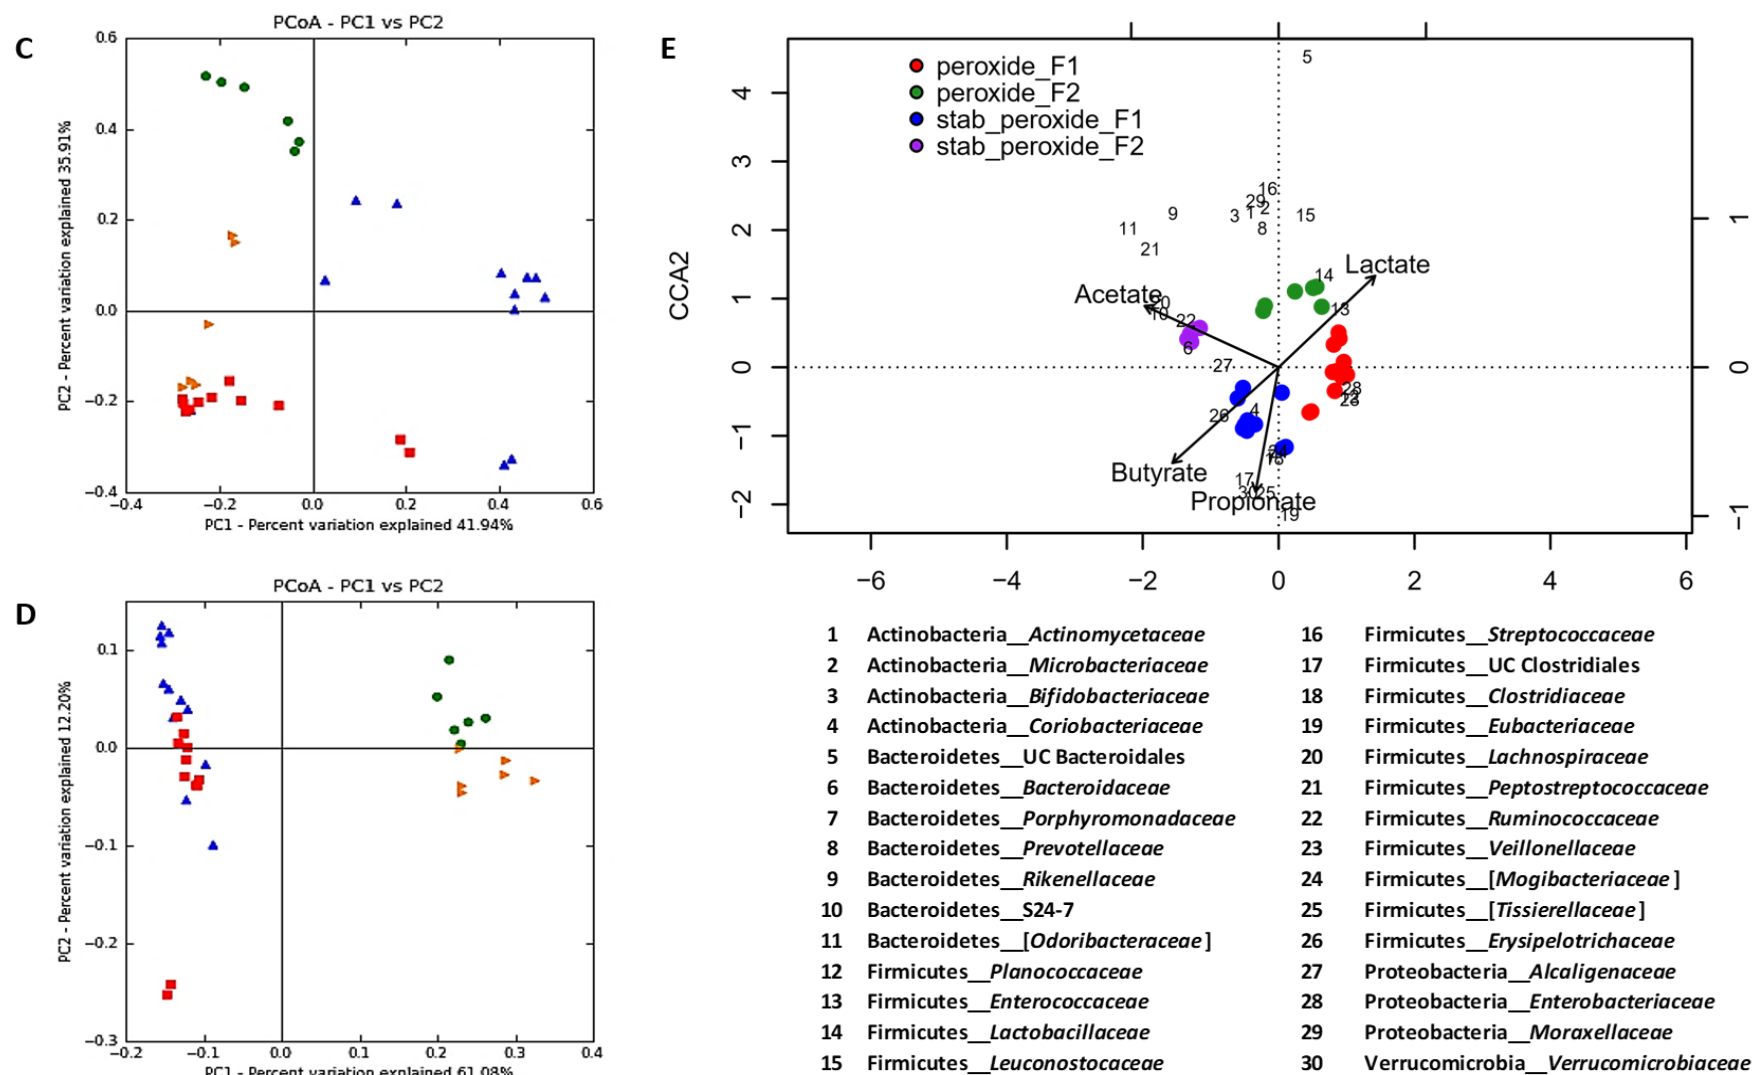 C
PCoA - PC1 vs PC2
PC2 - Percent variation explained 35.91%
0.6
0.4
0.2
0.0
−0.2
−0.4
−0.4 −0.2 0.0 0.2 0.4 0.6
PC1 - Percent variation explained 41.94%
D
PCoA - PC1 vs PC2
PC2 - Percent variation explained 12.20%
0.1
0.0
−0.1
−0.2
−0.3
−0.2 −0.1 0.0 0.1 0.2 0.3 0.4
PC1 - Percent variation explained 61.08%
E
peroxide_F1
peroxide_F2
stab_peroxide_F1
stab_peroxide_F2
CCA2
4
3
2
1
0
−1
−2
1
0
−1
5
16
29
1 2
3
15
9
8
11
21
14
Lactate
Acetate
13
22
6
27
28
26
4
Butyrate
17
Propionate
19
−6 −4 −2 0 2 4 6
1 Actinobacteria__Actinomycetaceae
2 Actinobacteria__Microbacteriaceae
3 Actinobacteria__Bifidobacteriaceae
4 Actinobacteria__Coriobacteriaceae
5 Bacteroidetes__UC Bacteroidales
6 Bacteroidetes__Bacteroidaceae
7 Bacteroidetes__Porphyromonadaceae
8 Bacteroidetes__Prevotellaceae
9 Bacteroidetes__Rikenellaceae
10 Bacteroidetes__S24-7
11 Bacteroidetes__[Odoribacteraceae]
12 Firmicutes__Planococcaceae
13 Firmicutes__Enterococcaceae
14 Firmicutes__Lactobacillaceae
15 Firmicutes__Leuconostocaceae
16 Firmicutes__Streptococcaceae
17 Firmicutes__UC Clostridiales
18 Firmicutes__Clostridiaceae
19 Firmicutes__Eubacteriaceae
20 Firmicutes__Lachnospiraceae
21 Firmicutes__Peptostreptococcaceae
22 Firmicutes__Ruminococcaceae
23 Firmicutes__Veillonellaceae
24 Firmicutes__[Mogibacteriaceae]
25 Firmicutes__[Tissierellaceae]
26 Firmicutes__Erysipelotrichaceae
27 Proteobacteria__Alcaligenaceae
28 Proteobacteria__Enterobacteriaceae
29 Proteobacteria__Moraxellaceae
30 Verrucomicrobia__Verrucomicrobiaceae